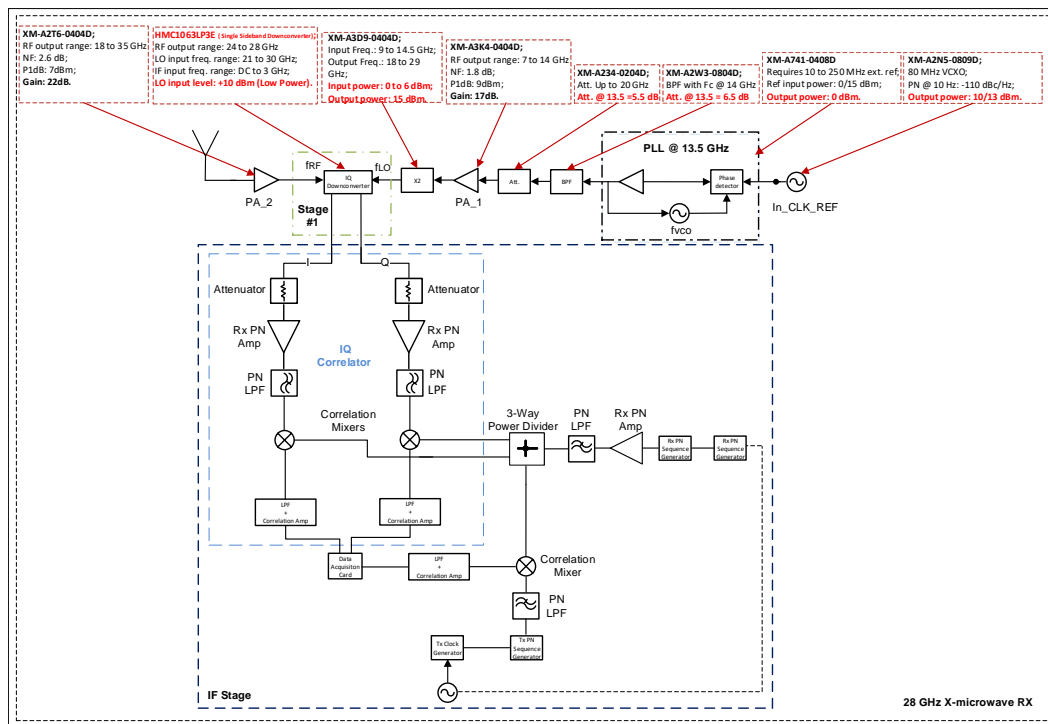 XM-A2T6-0404D;
RF output range: 18 to 35 GHz
NF: 2.6 dB;
P1dB: 7dBm;
Gain: 22dB.
HMC1063LP3E ( Single Sideband Downconverter);
RF output range: 24 to 28 GHz
LO input freq. range: 21 to 30 GHz;
IF input freq. range: DC to 3 GHz;
LO input level: +10 dBm (Low Power).
XM-A3D9-0404D;
Input Freq.: 9 to 14.5 GHz;
Output Freq.: 18 to 29
GHz;
Input power: 0 to 6 dBm;
Output power: 15 dBm.
XM-A3K4-0404D;
RF output range: 7 to 14 GHz
NF: 1.8 dB;
P1dB: 9dBm;
Gain: 17dB.
XM-A234-0204D;
Att. Up to 20 GHz
Att. @ 13.5 =5.5 dB
XM-A2W3-0804D;
BPF with Fc @ 14 GHz
Att. @ 13.5 = 6.5 dB
XM-A741-0408D
Requires 10 to 250 MHz ext. ref.
Ref input power: 0/15 dBm;
Output power: 0 dBm.
XM-A2N5-0809D;
80 MHz VCXO;
PN @ 10 Hz: -110 dBc/Hz;
Output power: 10/13 dBm.
PLL @ 13.5 GHz
fRF
fLO
IQ
Downconverter
X2
Att.
BPF
Phase
detector
PA_2
Stage
#1
PA_1
fvco
In_CLK_REF
I
Q
Attenuator
Attenuator
Rx PN
Amp
Rx PN
Amp
IQ
Correlator
PN
LPF
PN
LPF
Correlation
Mixers
3-Way
Power Divider
PN
LPF
Rx PN
Amp
Rx PN
Sequence
Generator
Rx PN
Sequence
Generator
LPF
+
Correlation Amp
LPF
+
Correlation Amp
Data
Acquisiton
Card
LPF
+
Correlation Amp
Correlation
Mixer
PN
LPF
Tx Clock
Generator
Tx PN
Sequence
Generator
IF Stage
28 GHz X-microwave RX